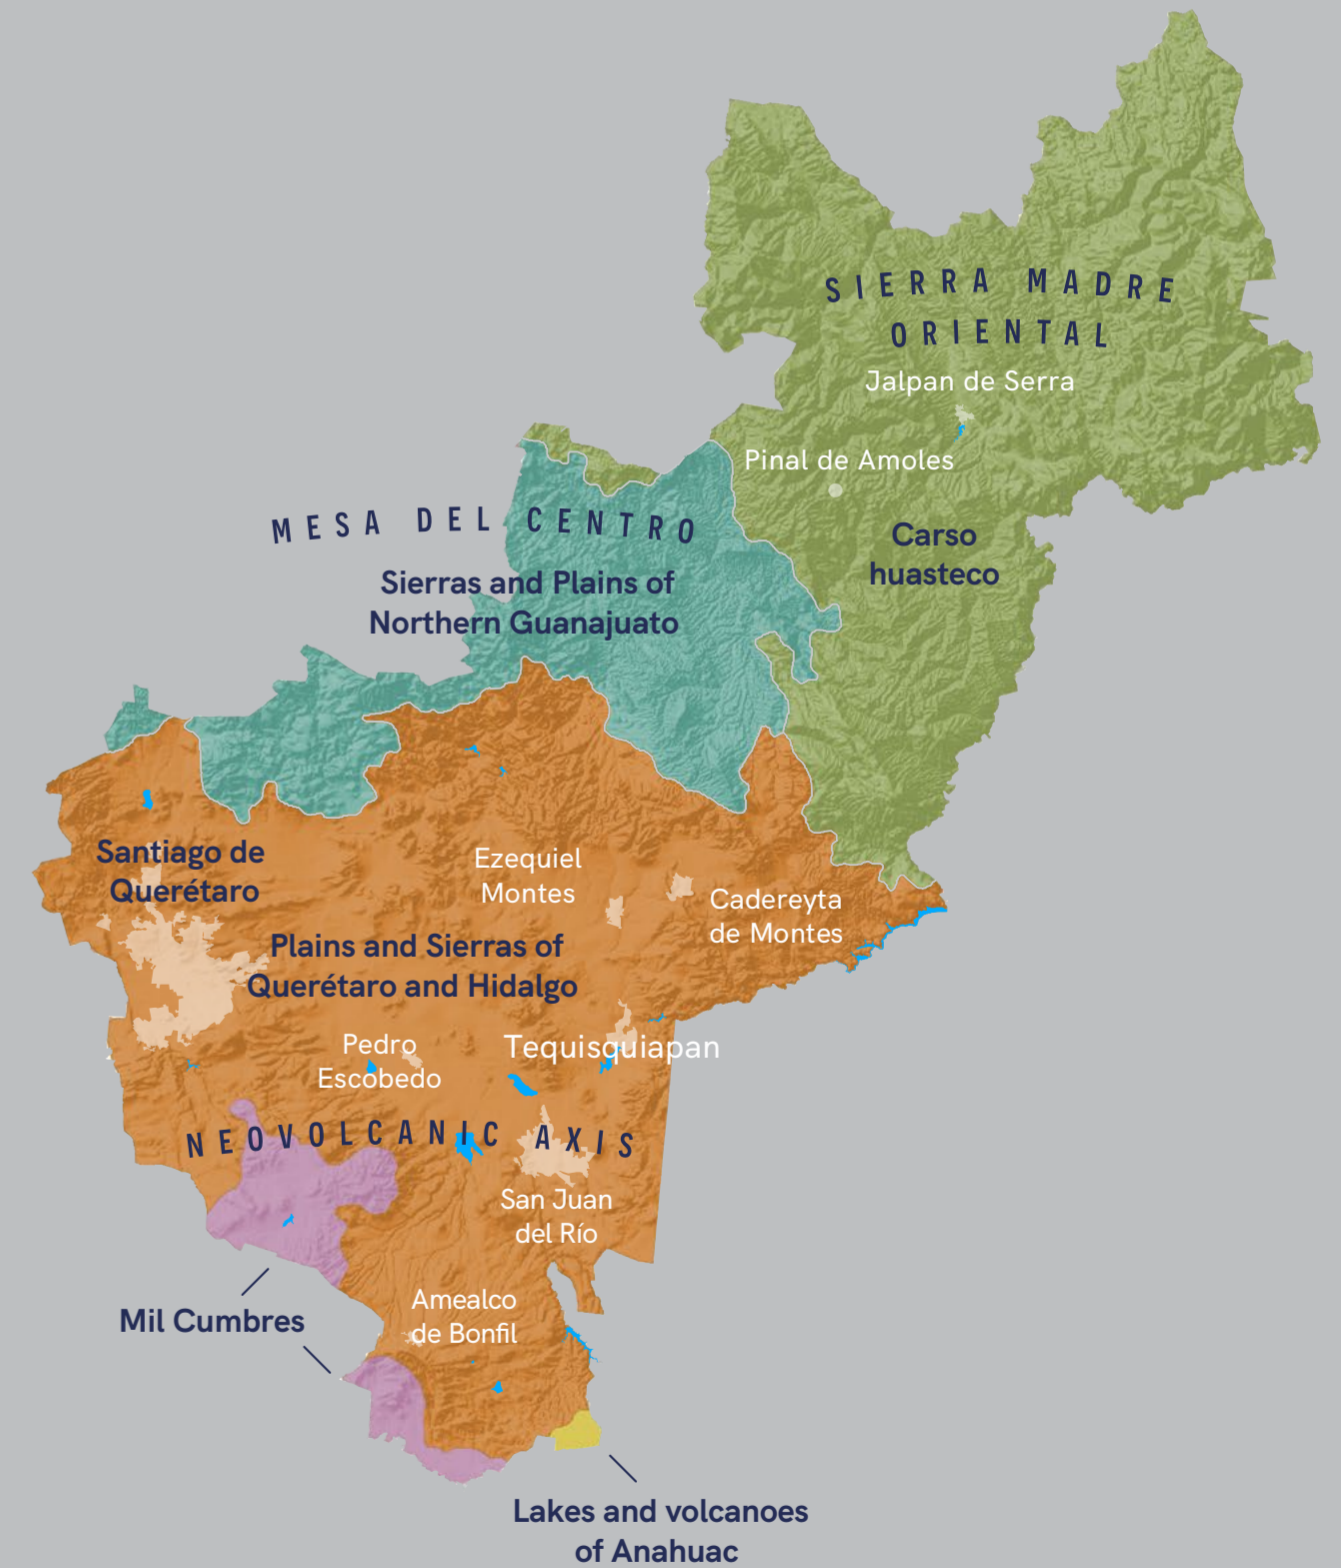 SIERRA MADRE
ORIENTAL
Jalpan de Serra
Pinal de Amoles
Carso
huasteco
MESA DEL CENTRO
Sierras and Plains of
Northern Guanajuato
Santiago de
Querétaro
Ezequiel
Montes
Cadereyta
de Montes
Plains and Sierras of
Querétaro and Hidalgo
Pedro
Escobedo
Tequisquiapan
NEOVOLCANIC AXIS
San Juan
del Río
Amealco
de Bonfil
Mil Cumbres
Lakes and volcanoes
of Anahuac